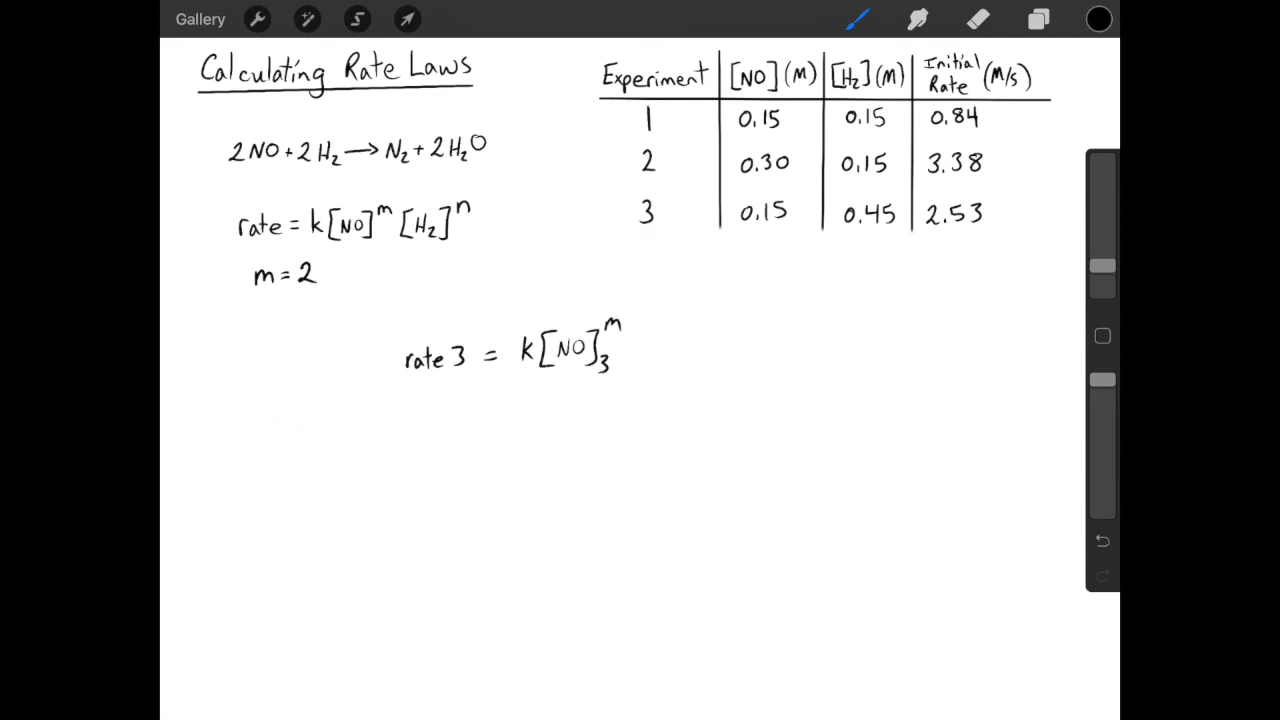 Gallery
Calculating Rate Laws
2NO + 2H₂ → N₂ + 2H₂O
rate = k[NO]ᵐ [H₂]ⁿ
m = 2
Experiment [NO] (M) [H₂] (M) Initial Rate (M/s)
1 0.15 0.15 0.84
2 0.30 0.15 3.38
3 0.15 0.45 2.53
rate 3 = k[NO]₃ᵐ